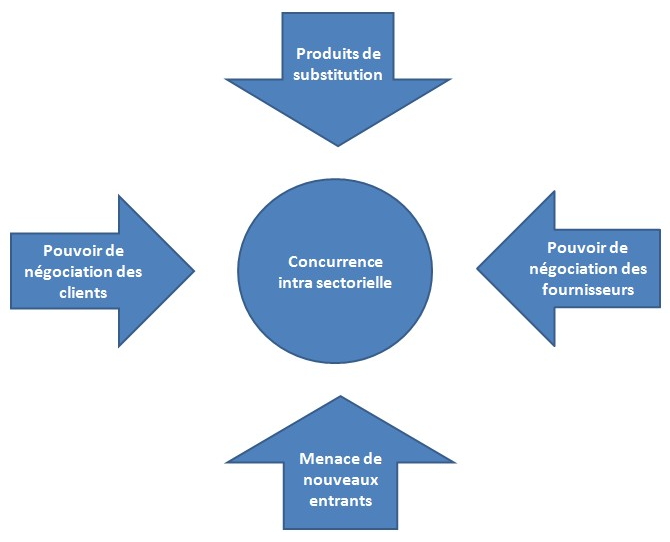 Produits de
substitution
Pouvoir de
négociation des
clients
Concurrence
intra sectorielle
Pouvoir de
négociation des
fournisseurs
Menace de
nouveaux
entrants